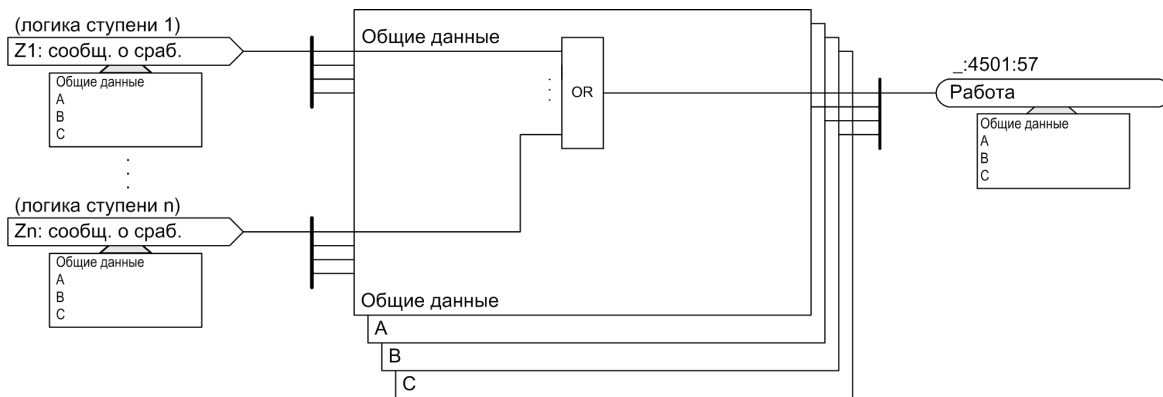 (логика ступени 1)
Z1: сообщ. о сраб.
Общие данные
A
B
C
(логика ступени n)
Zn: сообщ. о сраб.
Общие данные
A
B
C
Общие данные
OR
Общие данные
A
B
C
_:4501:57
Работа
Общие данные
A
B
C